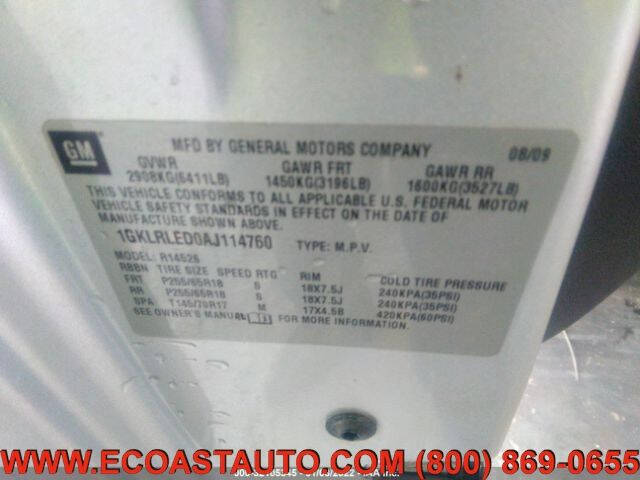 GM
MFD BY GENERAL MOTORS COMPANY 08/09
GVWR GAWR FRT GAWR RR
2908KG(6411LB) 1450KG(3196LB) 1600KG(3527LB)
THIS VEHICLE CONFORMS TO ALL APPLICABLE U.S. FEDERAL MOTOR
VEHICLE SAFETY STANDARDS IN EFFECT ON THE DATE OF
MANUFACTURE SHOWN ABOVE.
1GKLRLED0AJ114760 TYPE: M.P.V.
MODEL: R14526
RBBN TIRE SIZE SPEED RTG RIM COLD TIRE PRESSURE
FRT P255/65R18 S 18X7.5J 240KPA(35PSI)
RR P255/65R18 S 18X7.5J 240KPA(35PSI)
SPA T145/70R17 M 17X4.5B 420KPA(60PSI)
SEE OWNER'S MANUAL FOR MORE INFORMATION.
WWW.ECOASTAUTO.COM (800) 869-0655